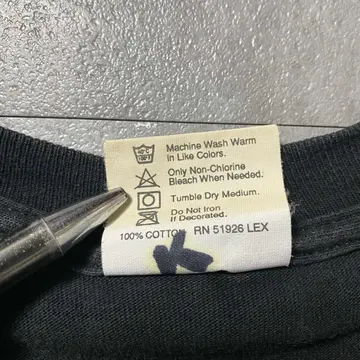 40°C
Machine Wash Warm
In Like Colors.
Only Non-Chlorine
Bleach When Needed.
Tumble Dry Medium.
Do Not Iron
If Decorated.
100% COTTON RN 51926 LEX